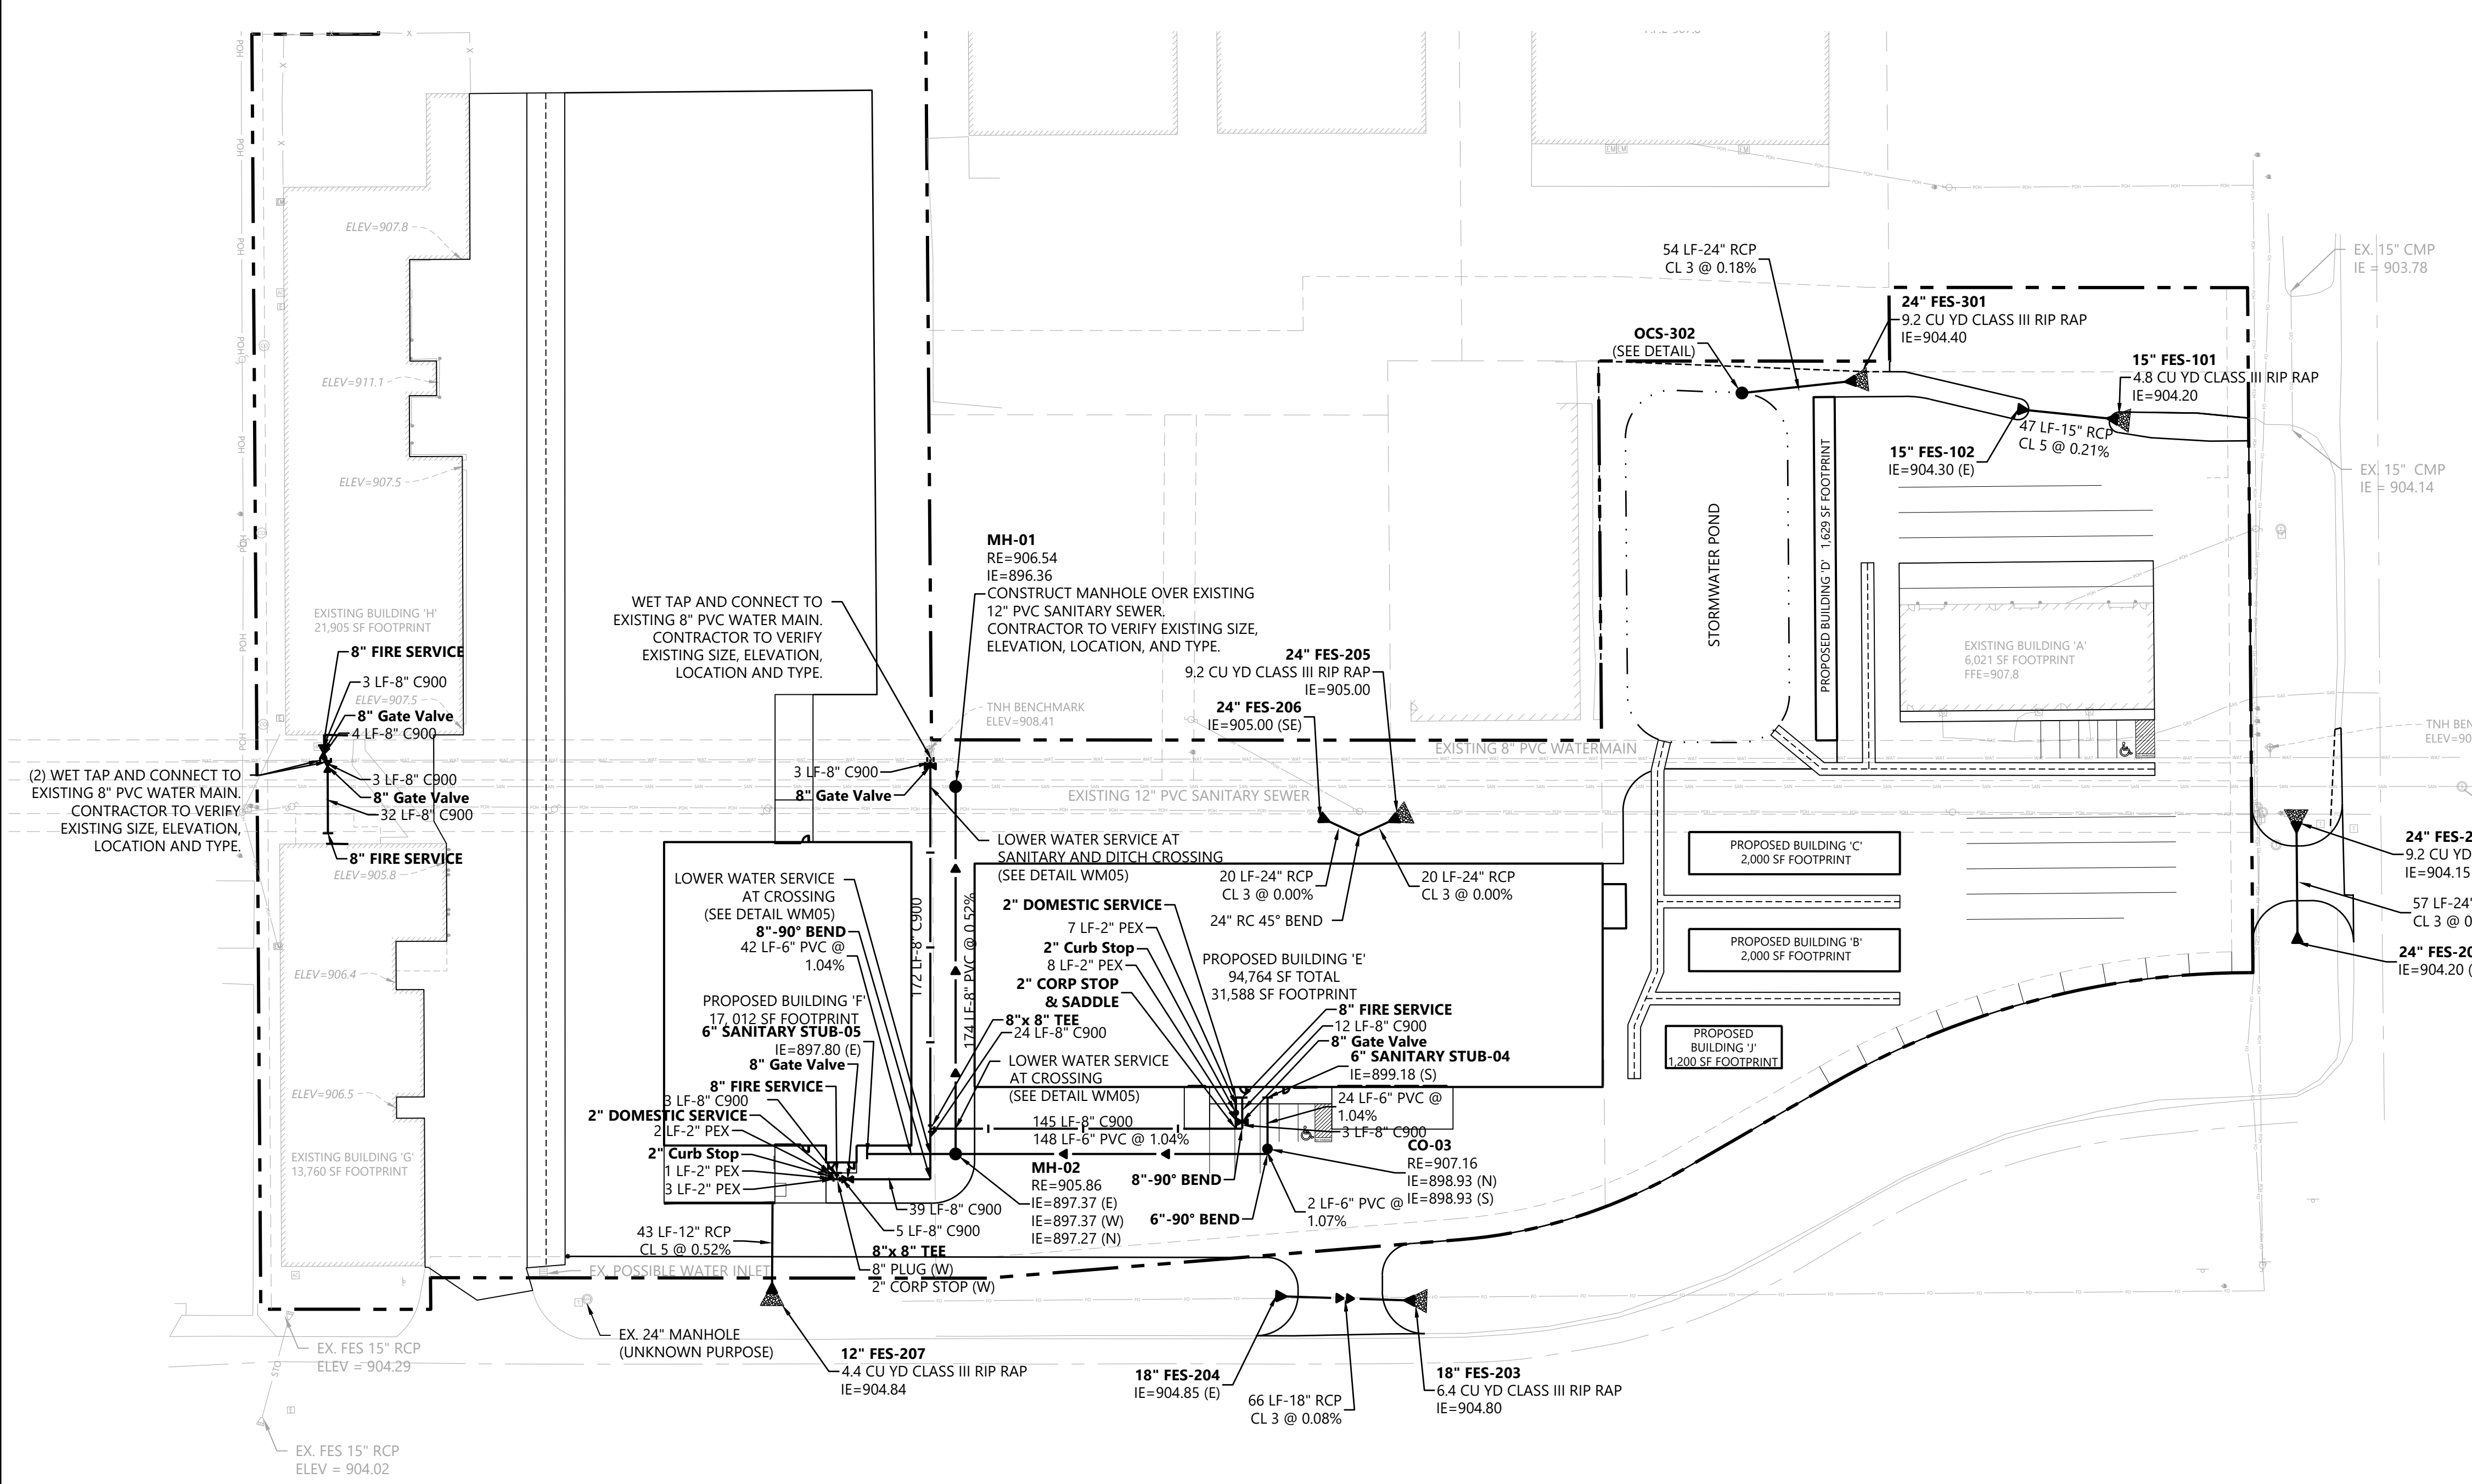 54 LF-24" RCP
CL 3 @ 0.18%
EX. 15" CMP
IE = 903.78
24" FES-301
9.2 CU YD CLASS III RIP RAP
IE=904.40
OCS-302
(SEE DETAIL)
15" FES-101
4.8 CU YD CLASS III RIP RAP
IE=904.20
47 LF-15" RCP
CL 5 @ 0.21%
15" FES-102
IE=904.30 (E)
EX. 15" CMP
IE = 904.14
ELEV=907.8
ELEV=911.1
ELEV=907.5
EXISTING BUILDING 'H'
21,905 SF FOOTPRINT
8" FIRE SERVICE
3 LF-8" C900
ELEV=907.5
8" Gate Valve
4 LF-8" C900
(2) WET TAP AND CONNECT TO
EXISTING 8" PVC WATER MAIN.
CONTRACTOR TO VERIFY
EXISTING SIZE, ELEVATION,
LOCATION AND TYPE.
3 LF-8" C900
8" Gate Valve
32 LF-8" C900
8" FIRE SERVICE
ELEV=905.8
ELEV=906.4
ELEV=906.5
EXISTING BUILDING 'G'
13,760 SF FOOTPRINT
WET TAP AND CONNECT TO
EXISTING 8" PVC WATER MAIN.
CONTRACTOR TO VERIFY
EXISTING SIZE, ELEVATION,
LOCATION AND TYPE.
MH-01
RE=906.54
IE=896.36
CONSTRUCT MANHOLE OVER EXISTING
12" PVC SANITARY SEWER.
CONTRACTOR TO VERIFY EXISTING SIZE,
ELEVATION, LOCATION, AND TYPE.
TNH BENCHMARK
ELEV=908.41
24" FES-205
9.2 CU YD CLASS III RIP RAP
IE=905.00
24" FES-206
IE=905.00 (SE)
EXISTING 8" PVC WATERMAIN
3 LF-8" C900
8" Gate Valve
EXISTING 12" PVC SANITARY SEWER
STORMWATER POND
PROPOSED BUILDING 'D' 1,629 SF FOOTPRINT
EXISTING BUILDING 'A'
6,021 SF FOOTPRINT
FFE=907.8
TNH BEN
ELEV=90
LOWER WATER SERVICE AT
SANITARY AND DITCH CROSSING
(SEE DETAIL WM05)
LOWER WATER SERVICE
AT CROSSING
(SEE DETAIL WM05)
8"-90° BEND
42 LF-6" PVC @
1.04%
172 LF-8" C900
174 LF-8" PVC @ 0.52%
20 LF-24" RCP
CL 3 @ 0.00%
20 LF-24" RCP
CL 3 @ 0.00%
24" RC 45° BEND
2" DOMESTIC SERVICE
7 LF-2" PEX
2" Curb Stop
8 LF-2" PEX
2" CORP STOP
& SADDLE
PROPOSED BUILDING 'E'
94,764 SF TOTAL
31,588 SF FOOTPRINT
PROPOSED BUILDING 'C'
2,000 SF FOOTPRINT
PROPOSED BUILDING 'B'
2,000 SF FOOTPRINT
PROPOSED
BUILDING 'J'
1,200 SF FOOTPRINT
24" FES-2
9.2 CU YD
IE=904.15
57 LF-24"
CL 3 @ 0
24" FES-20
IE=904.20 (
PROPOSED BUILDING 'F'
17, 012 SF FOOTPRINT
6" SANITARY STUB-05
IE=897.80 (E)
8" Gate Valve
8" FIRE SERVICE
3 LF-8" C900
2" DOMESTIC SERVICE
2 LF-2" PEX
2" Curb Stop
1 LF-2" PEX
3 LF-2" PEX
8"x 8" TEE
24 LF-8" C900
LOWER WATER SERVICE
AT CROSSING
(SEE DETAIL WM05)
145 LF-8" C900
148 LF-6" PVC @ 1.04%
8" FIRE SERVICE
12 LF-8" C900
8" Gate Valve
6" SANITARY STUB-04
IE=899.18 (S)
24 LF-6" PVC @
1.04%
3 LF-8" C900
CO-03
RE=907.16
IE=898.93 (N)
IE=898.93 (S)
MH-02
RE=905.86
IE=897.37 (E)
IE=897.37 (W)
IE=897.27 (N)
8"-90° BEND
6"-90° BEND
2 LF-6" PVC @
1.07%
39 LF-8" C900
5 LF-8" C900
43 LF-12" RCP
CL 5 @ 0.52%
8"x 8" TEE
8" PLUG (W)
2" CORP STOP (W)
EX. POSSIBLE WATER INLET
EX. 24" MANHOLE
(UNKNOWN PURPOSE)
12" FES-207
4.4 CU YD CLASS III RIP RAP
IE=904.84
18" FES-204
IE=904.85 (E)
66 LF-18" RCP
CL 3 @ 0.08%
18" FES-203
6.4 CU YD CLASS III RIP RAP
IE=904.80
EX. FES 15" RCP
ELEV = 904.29
STO
EX. FES 15" RCP
ELEV = 904.02